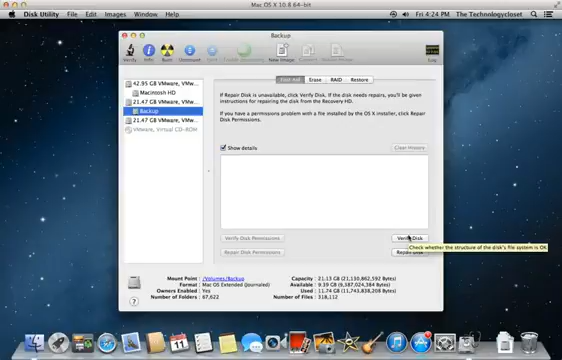 Mac OS X 10.8 64-bit
Disk Utility File Edit Images Window Help
Fri 4:24 PM The Technologycloset
Backup
Verify Info Burn Unmount Eject Enable Journaling New Image Convert Resize Image Log
42.95 GB VMware, VMw...
Macintosh HD
21.47 GB VMware, VMw...
Backup
21.47 GB VMware, VMw...
VMware, Virtual CD-ROM
First Aid Erase RAID Restore
If Repair Disk is unavailable, click Verify Disk. If the disk needs repairs, you'll be given
instructions for repairing the disk from the Recovery HD.
If you have a permissions problem with a file installed by the OS X installer, click Repair
Disk Permissions.
Show details
Clear History
Verify Disk Permissions
Verify Disk
Check whether the structure of the disk's file system is OK.
Repair Disk Permissions
Repair Disk
Mount Point : /Volumes/Backup
Capacity : 21.13 GB (21,130,862,592 Bytes)
Format : Mac OS Extended (Journaled)
Available : 9.39 GB (9,387,024,384 Bytes)
Owners Enabled : Yes
Used : 11.74 GB (11,743,838,208 Bytes)
Number of Folders : 67,622
Number of Files : 318,112